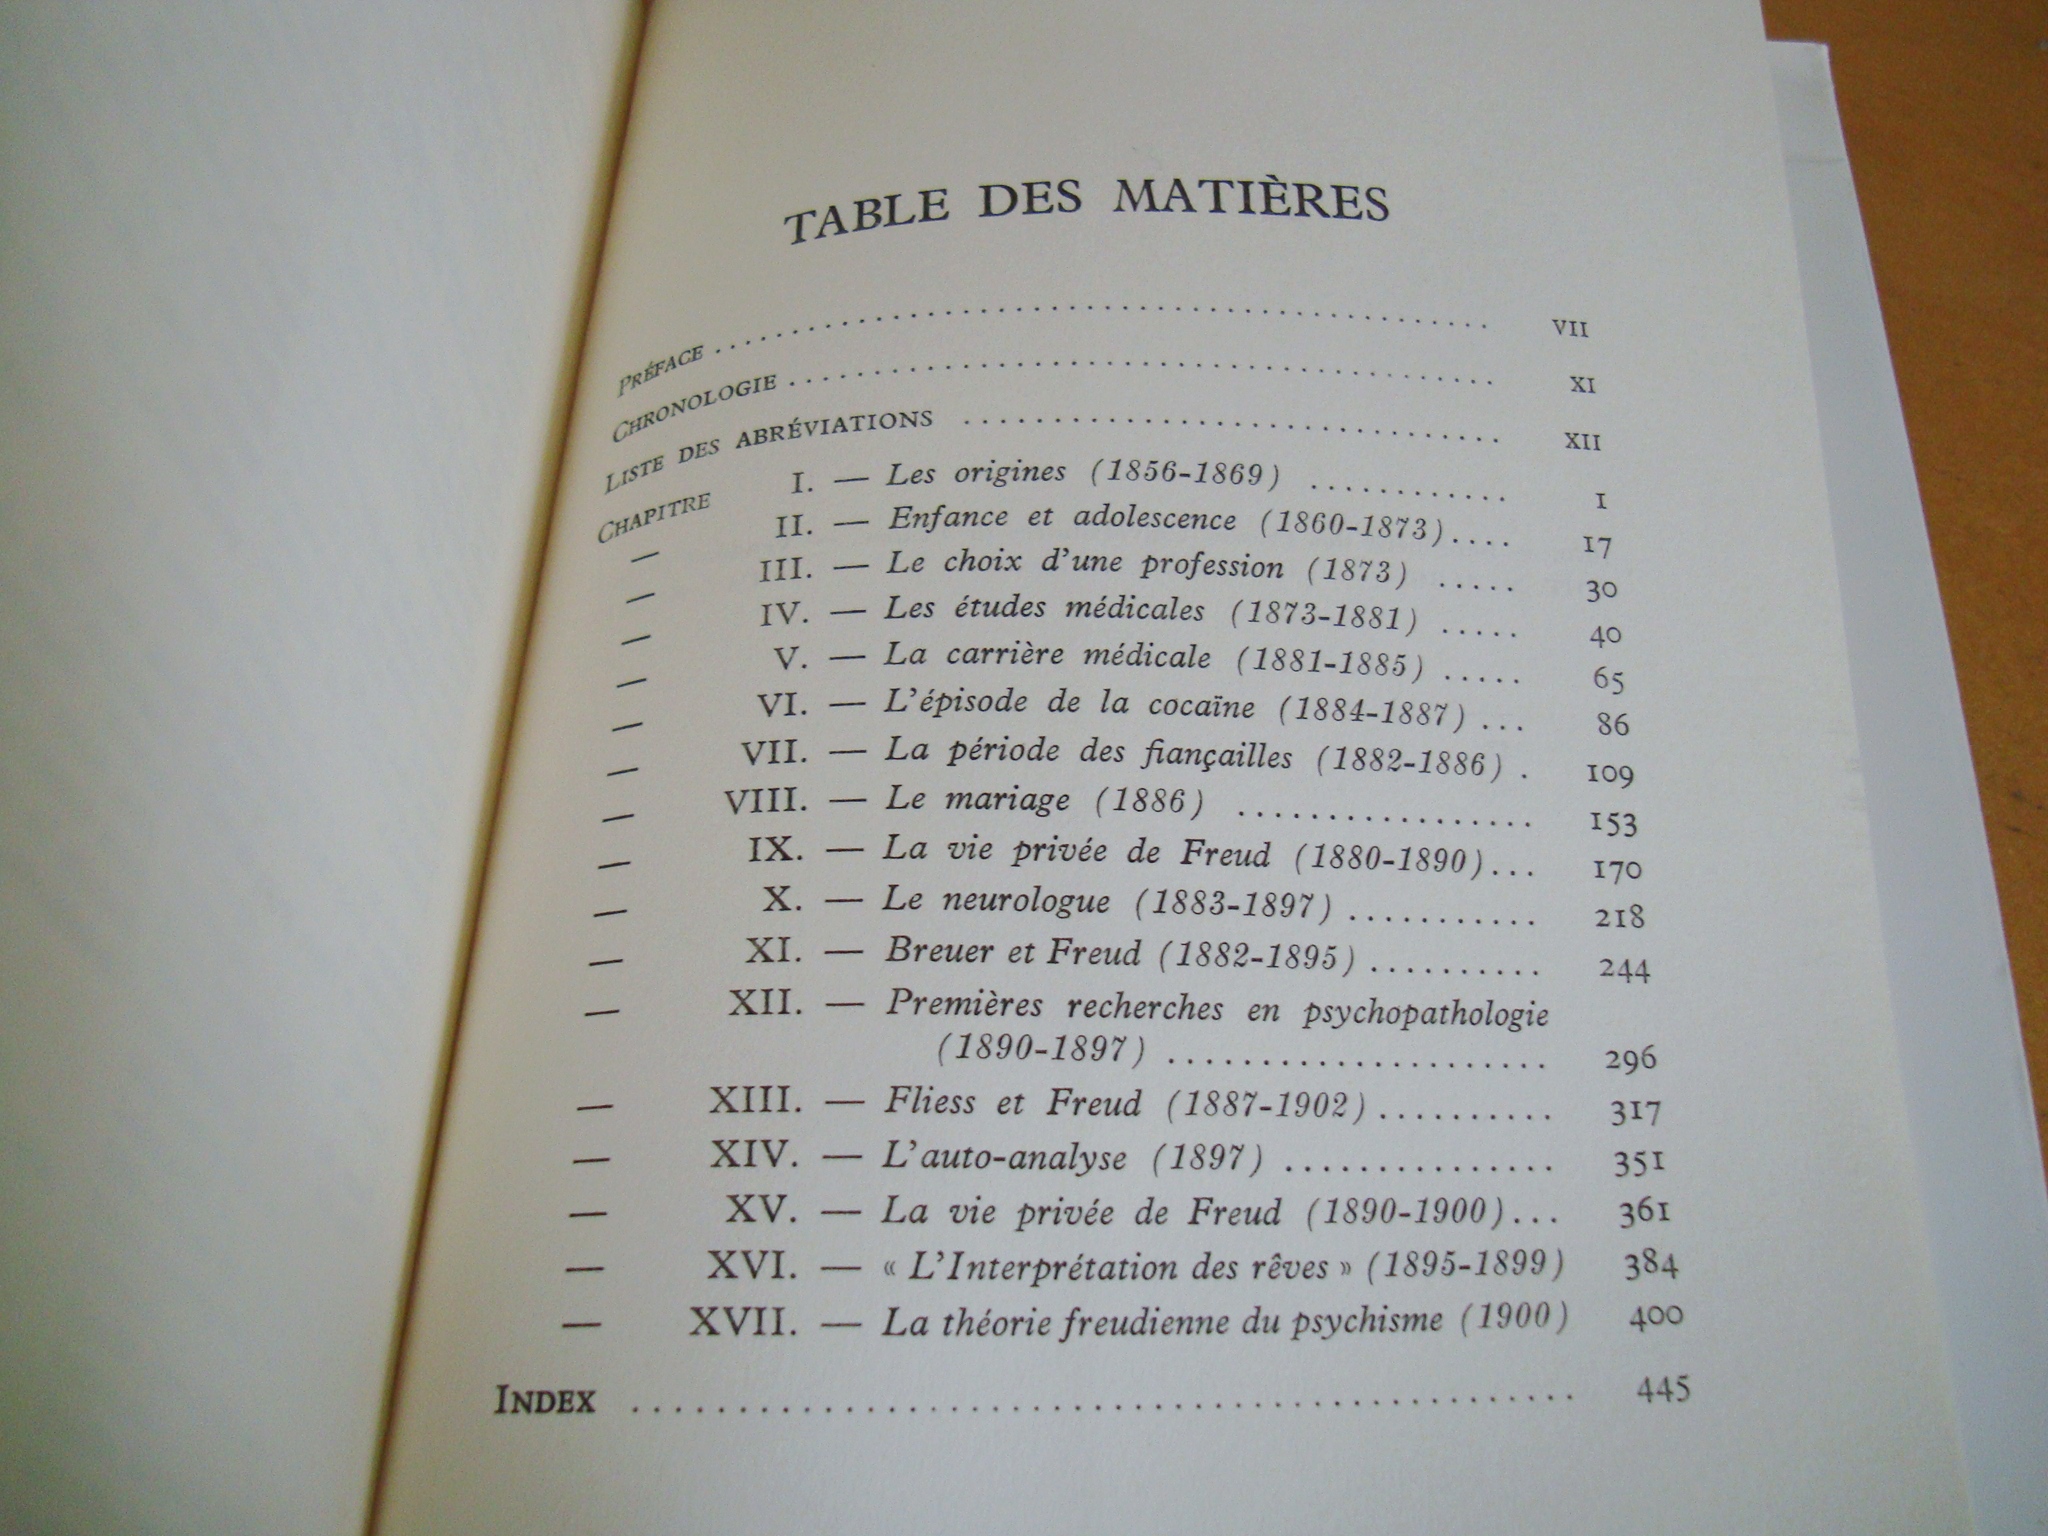 TABLE DES MATIÈRES
PRÉFACE .......... VII
CHRONOLOGIE .......... XI
LISTE DES ABRÉVIATIONS .......... XII
CHAPITRE I. — Les origines (1856-1869) .......... 1
— II. — Enfance et adolescence (1860-1873) .... 17
— III. — Le choix d'une profession (1873) ..... 30
— IV. — Les études médicales (1873-1881) ..... 40
— V. — La carrière médicale (1881-1885) ..... 65
— VI. — L'épisode de la cocaïne (1884-1887) ... 86
— VII. — La période des fiançailles (1882-1886) . 109
— VIII. — Le mariage (1886) .......... 153
— IX. — La vie privée de Freud (1880-1890) ... 170
— X. — Le neurologue (1883-1897) .......... 218
— XI. — Breuer et Freud (1882-1895) .......... 244
— XII. — Premières recherches en psychopathologie
(1890-1897) .......... 296
— XIII. — Fliess et Freud (1887-1902) .......... 317
— XIV. — L'auto-analyse (1897) .......... 351
— XV. — La vie privée de Freud (1890-1900) ... 361
— XVI. — « L'Interprétation des rêves » (1895-1899) 384
— XVII. — La théorie freudienne du psychisme (1900) 400
INDEX .......... 445